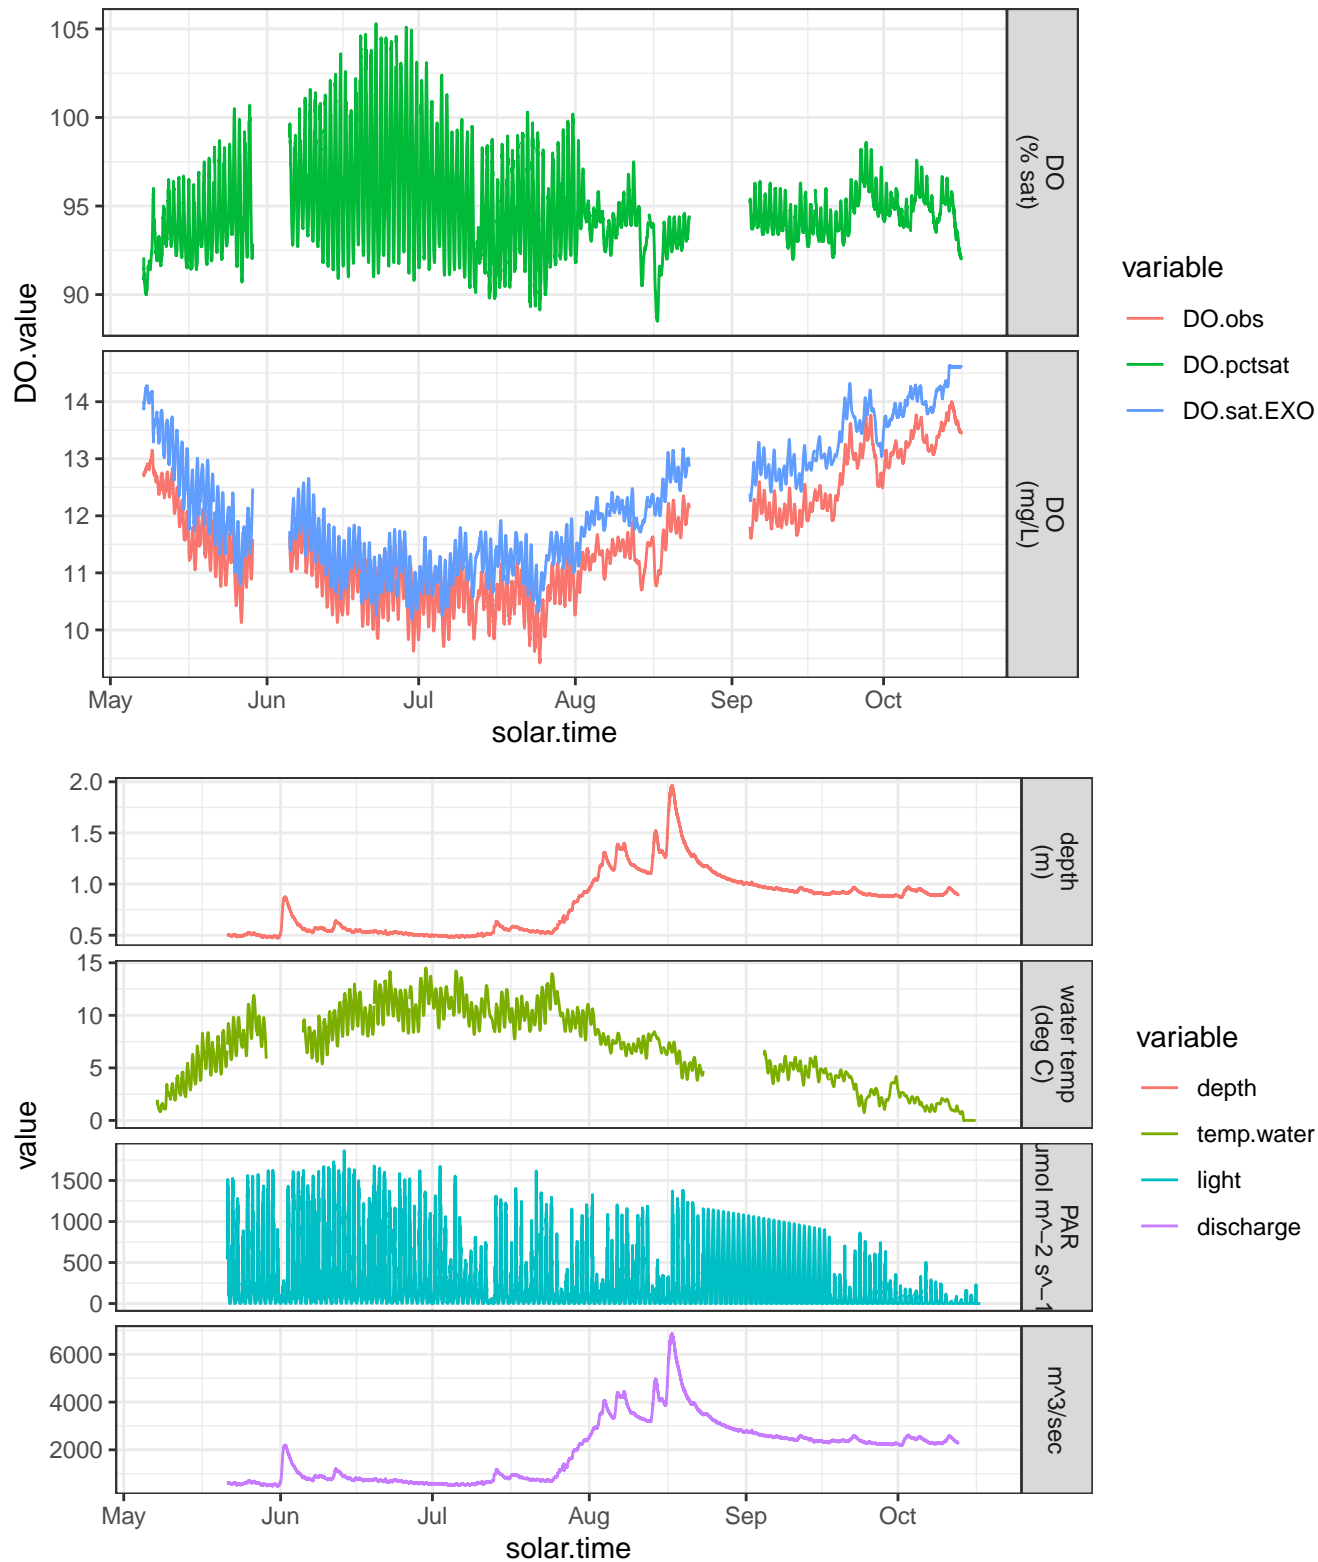 105
100
95
90
DO
(% sat)
14
13
12
11
10
DO
(mg/L)
DO.value
May
Jun
Jul
Aug
Sep
Oct
solar.time
variable
DO.obs
DO.pctsat
DO.sat.EXO
2.0
1.5
1.0
0.5
depth
(m)
15
10
5
0
water temp
(deg C)
1500
1000
500
0
PAR
umol m^−2 s^−1
6000
4000
2000
m^3/sec
value
May
Jun
Jul
Aug
Sep
Oct
solar.time
variable
depth
temp.water
light
discharge